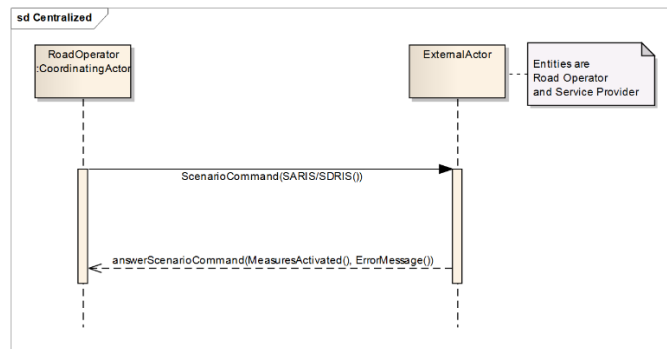 sd Centralized
RoadOperator
:CoordinatingActor
ExternalActor
Entities are
Road Operator
and Service Provider
ScenarioCommand(SARIS/SDRIS())
answerScenarioCommand(MeasuresActivated(), ErrorMessage())